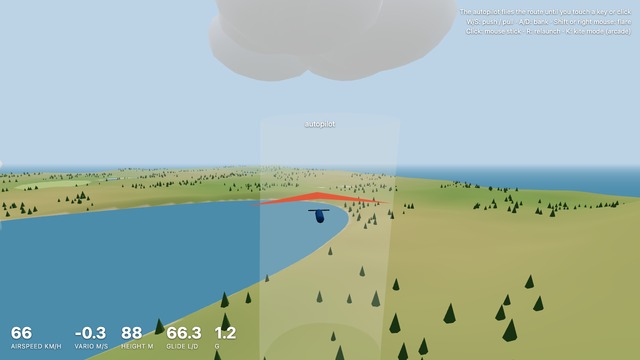 The autopilot flies the route until you touch a key or click
W/S: push / pull · A/D: bank · Shift or right mouse: flare
Click: mouse stick · R: relaunch · K: kite mode (arcade)
autopilot
66 -0.3 88 66.3 1.2
AIRSPEED KM/H VARIO M/S HEIGHT M GLIDE L/D G